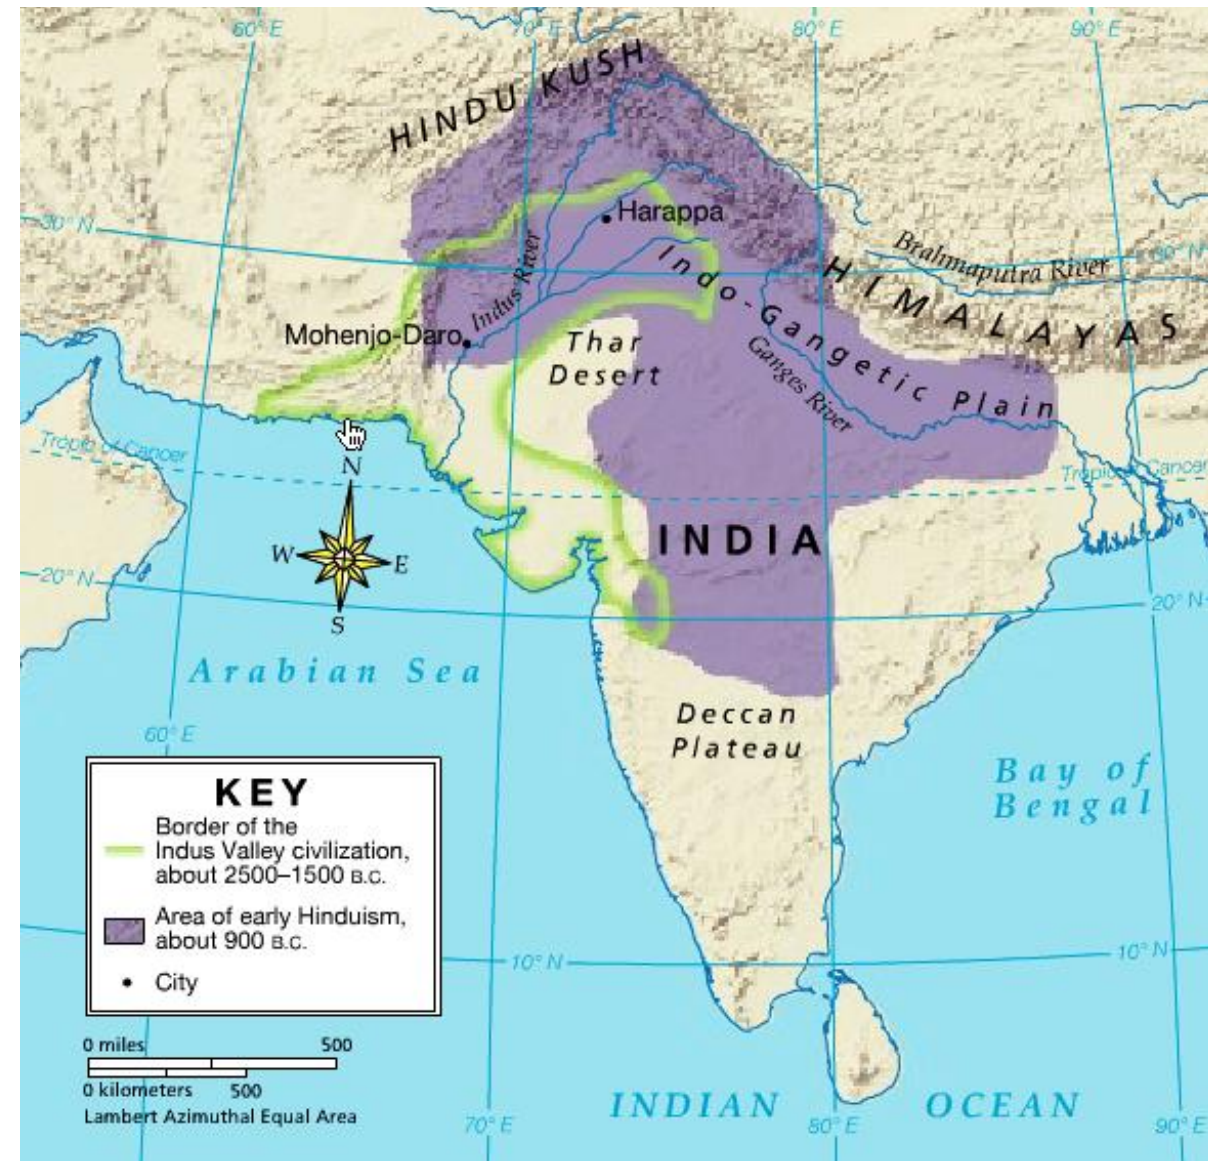 60° E
70° E
80° E
90° E
HINDU KUSH
30° N
Harappa
Brahmaputra River
30° N
Indus River
Indo-Gangetic Plain
HIMALAYAS
Mohenjo-Daro
Thar
Desert
Ganges River
Tropic of Cancer
Tropic of Cancer
N
W
E
S
INDIA
20° N
20° N
Arabian Sea
Deccan
Plateau
60° E
Bay of
Bengal
KEY
Border of the
Indus Valley civilization,
about 2500–1500 B.C.
Area of early Hinduism,
about 900 B.C.
City
10° N
10° N
0 miles 500
0 kilometers 500
Lambert Azimuthal Equal Area
INDIAN OCEAN
70° E
80° E
90° E